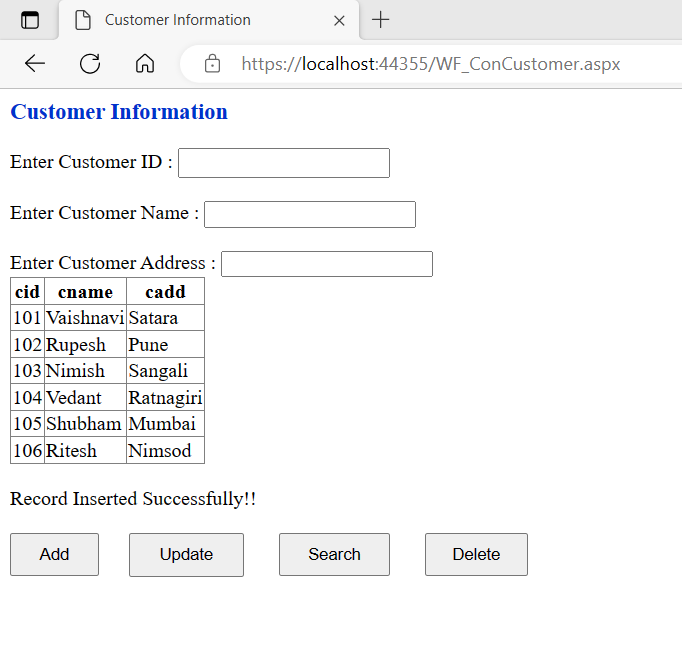 Customer Information
https://localhost:44355/WF_ConCustomer.aspx
Customer Information
Enter Customer ID :
Enter Customer Name :
Enter Customer Address :
cid cname cadd
101 Vaishnavi Satara
102 Rupesh Pune
103 Nimish Sangali
104 Vedant Ratnagiri
105 Shubham Mumbai
106 Ritesh Nimsod
Record Inserted Successfully!!
Add Update Search Delete